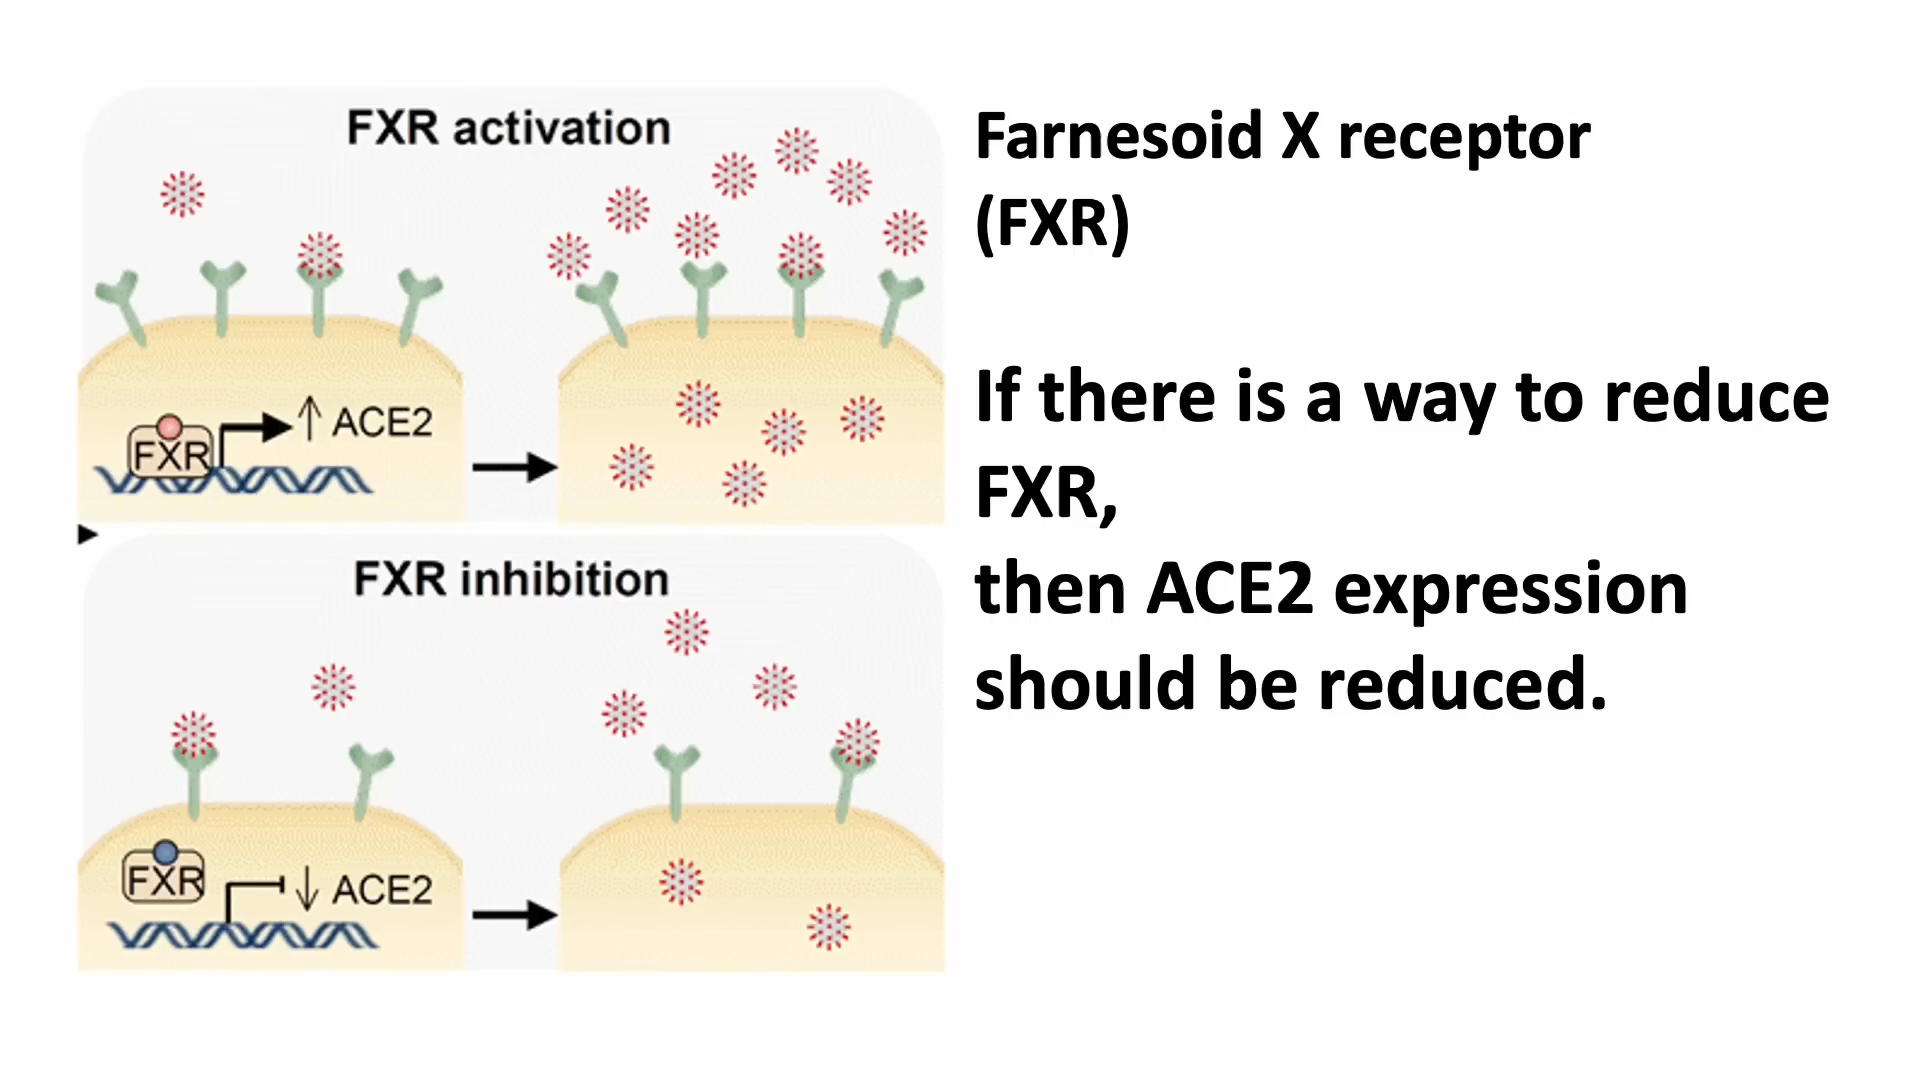 FXR activation
FXR
↑ ACE2
FXR inhibition
FXR
↓ ACE2
Farnesoid X receptor
(FXR)
If there is a way to reduce
FXR,
then ACE2 expression
should be reduced.